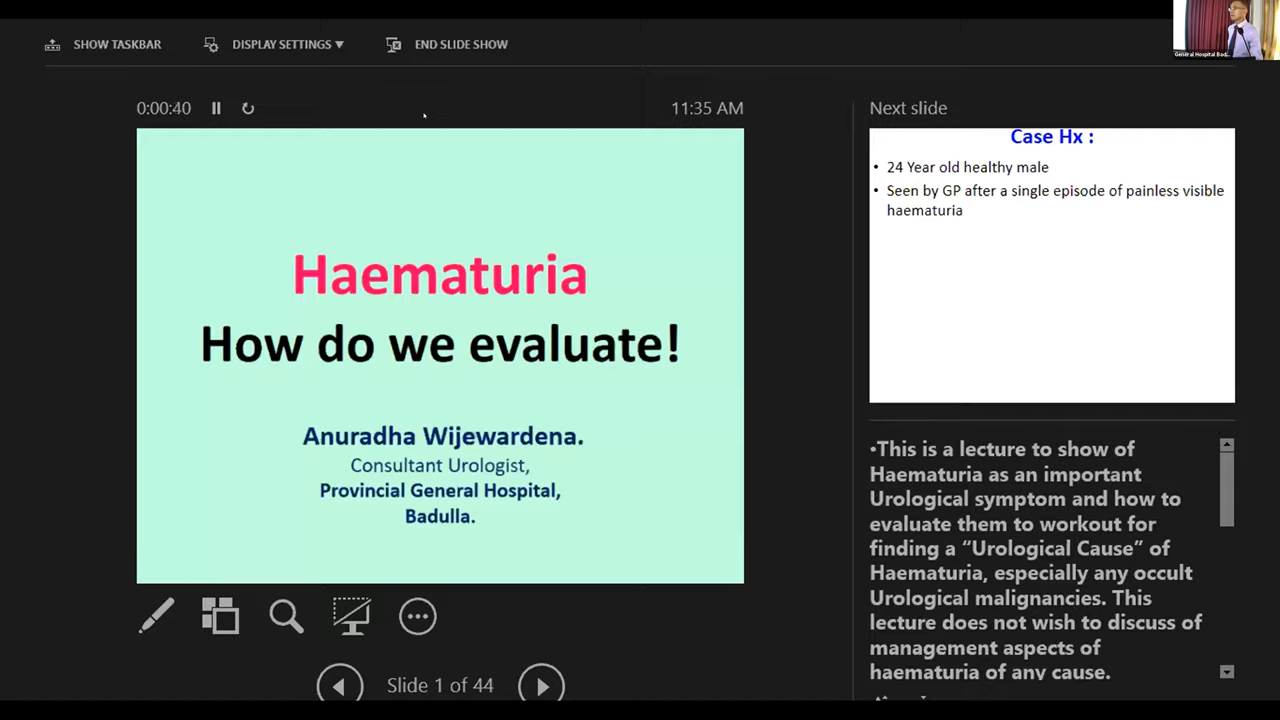 SHOW TASKBAR
DISPLAY SETTINGS ▼
END SLIDE SHOW
0:00:40
11:35 AM
Haematuria
How do we evaluate!
Anuradha Wijewardena.
Consultant Urologist,
Provincial General Hospital,
Badulla.
Slide 1 of 44
Next slide
Case Hx :
• 24 Year old healthy male
• Seen by GP after a single episode of painless visible
haematuria
•This is a lecture to show of
Haematuria as an important
Urological symptom and how to
evaluate them to workout for
finding a “Urological Cause” of
Haematuria, especially any occult
Urological malignancies. This
lecture does not wish to discuss of
management aspects of
haematuria of any cause.
General Hospital Bad...